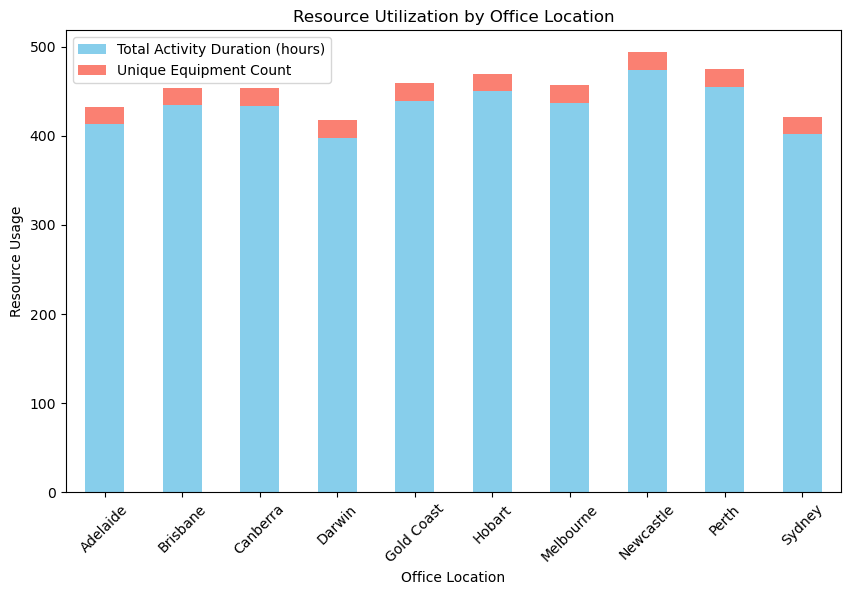 Resource Utilization by Office Location
Total Activity Duration (hours)
Unique Equipment Count
Resource Usage
500
400
300
200
100
0
Adelaide
Brisbane
Canberra
Darwin
Gold Coast
Hobart
Melbourne
Newcastle
Perth
Sydney
Office Location